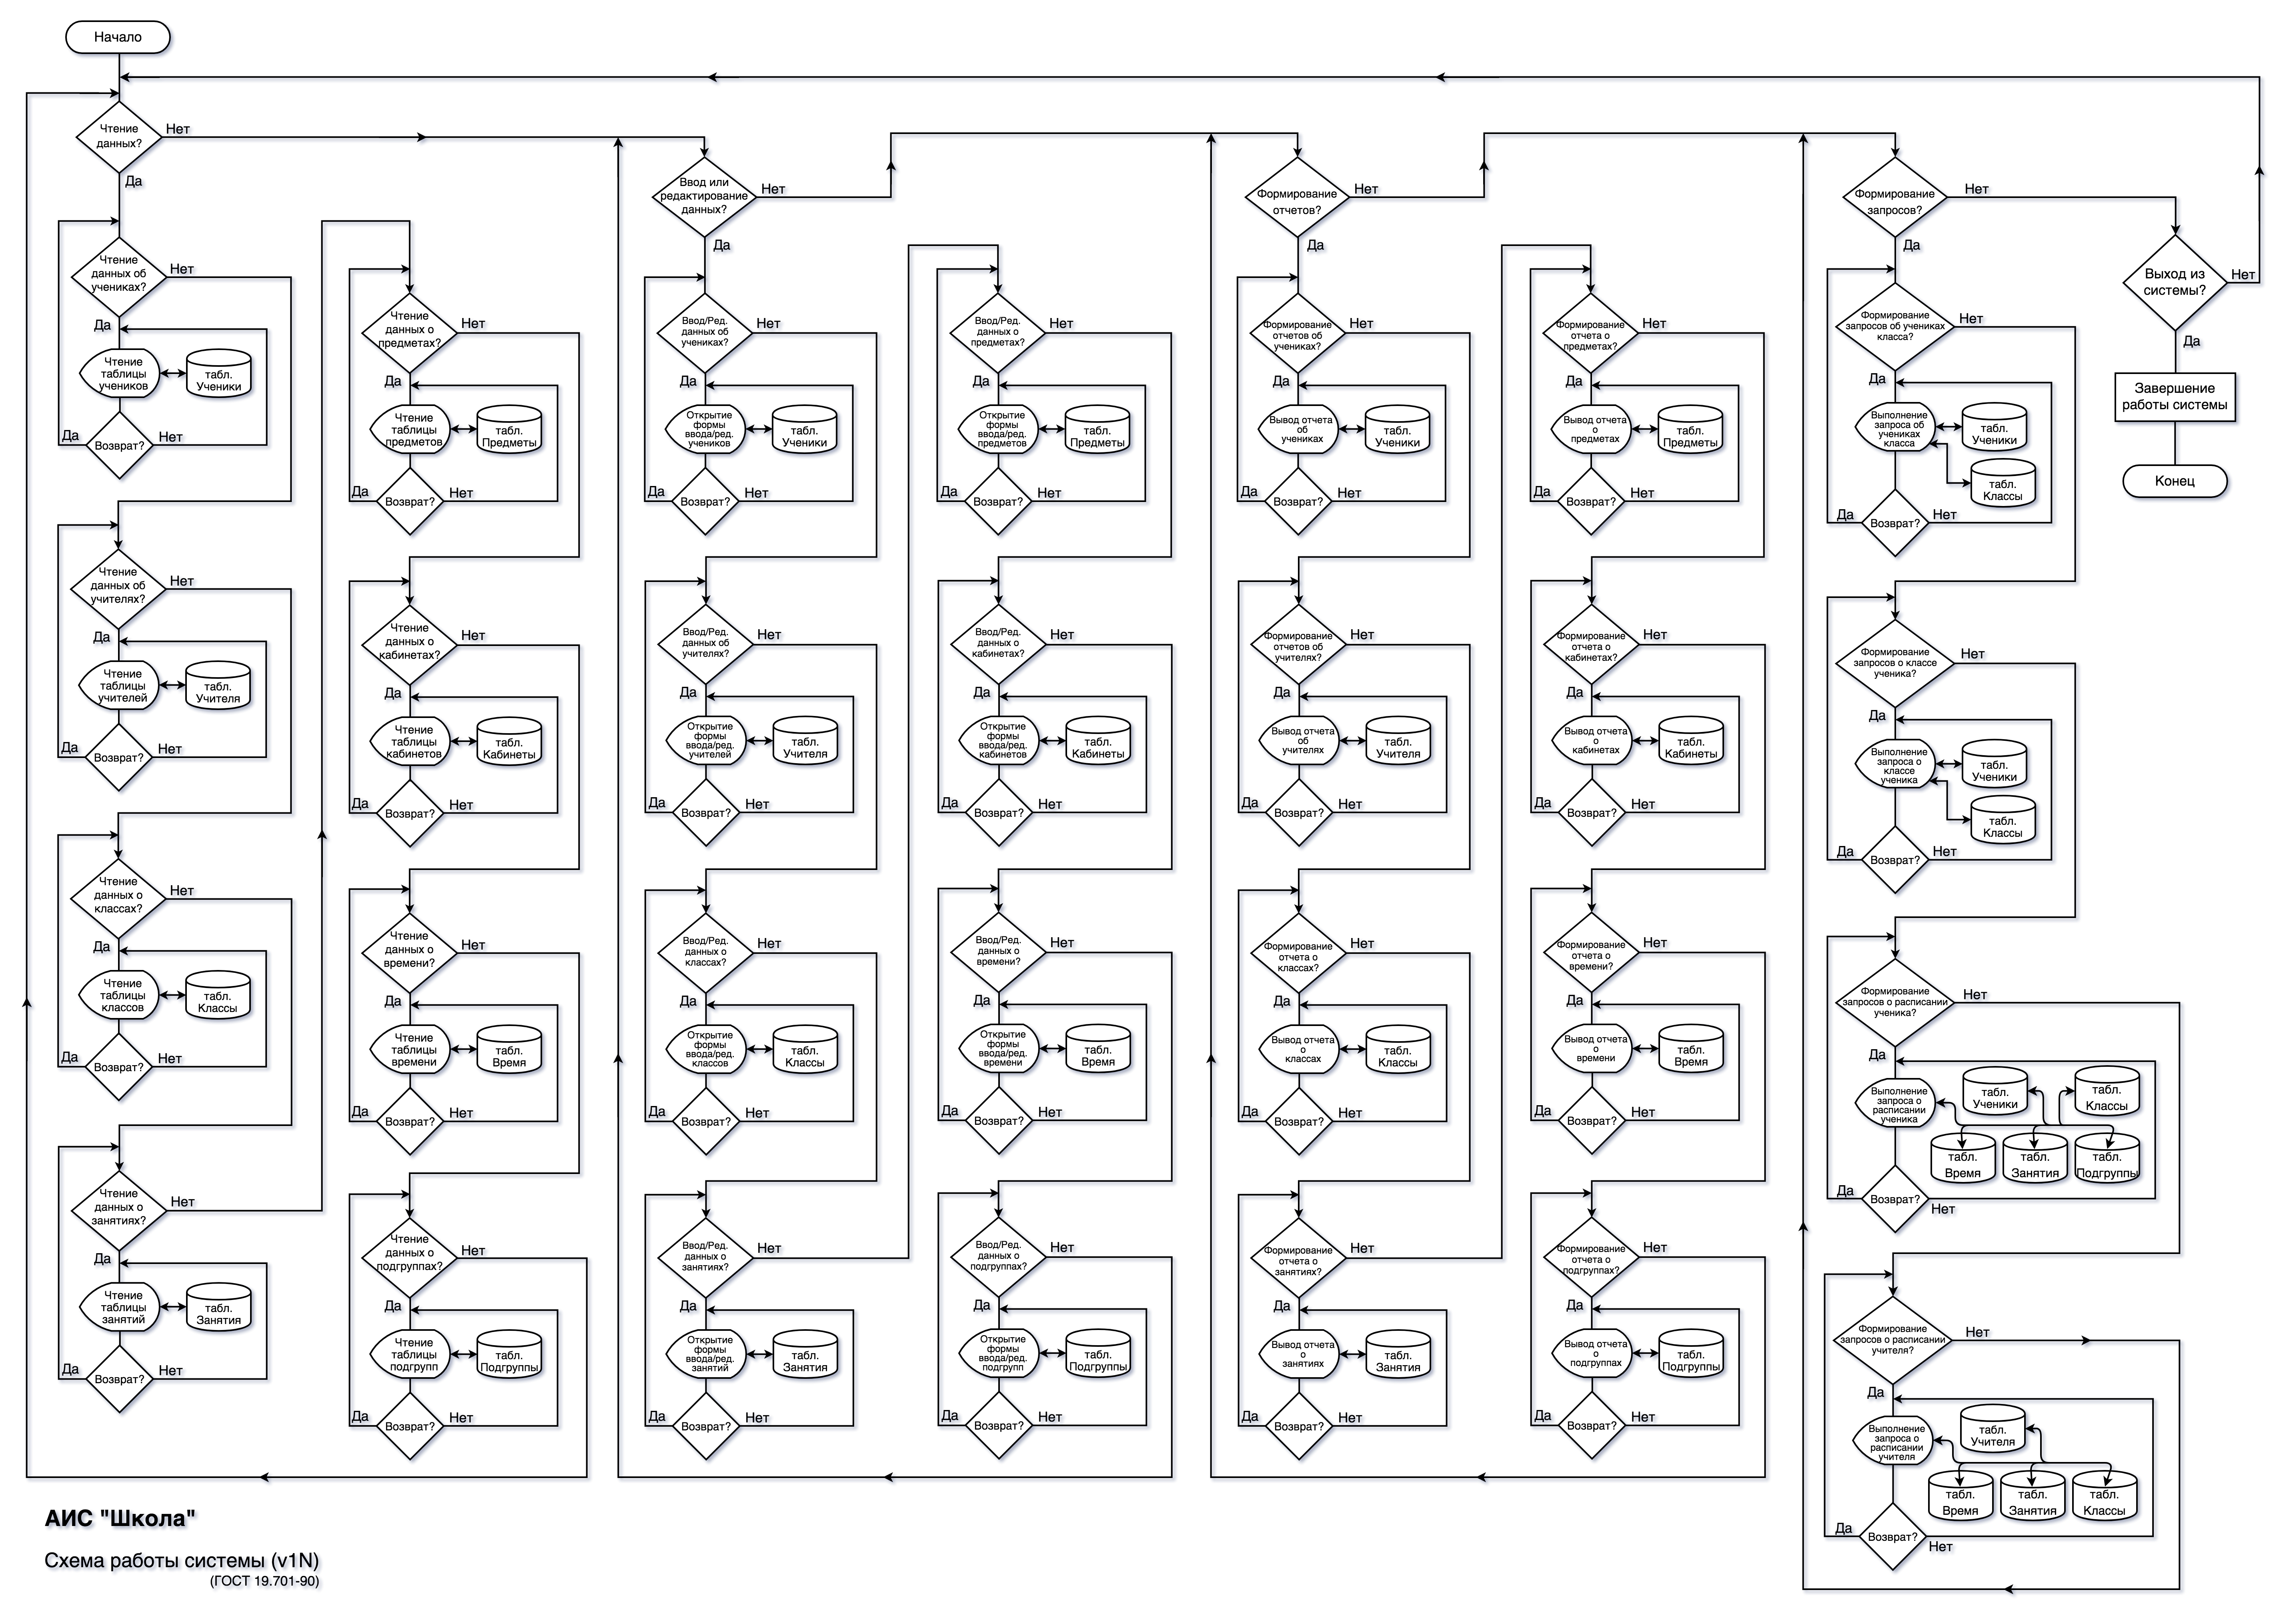 Начало
Чтение
данных?
Нет
Да
Чтение
данных об
учениках?
Нет
Да
Чтение
таблицы
учеников
табл.
Ученики
Возврат?
Да
Нет
Чтение
данных об
учителях?
Нет
Да
Чтение
таблицы
учителей
табл.
Учителя
Возврат?
Да
Нет
Чтение
данных о
классах?
Нет
Да
Чтение
таблицы
классов
табл.
Классы
Возврат?
Да
Нет
Чтение
данных о
занятиях?
Нет
Да
Чтение
таблицы
занятий
табл.
Занятия
Возврат?
Да
Нет
Чтение
данных о
предметах?
Нет
Да
Чтение
таблицы
предметов
табл.
Предметы
Возврат?
Да
Нет
Чтение
данных о
кабинетах?
Нет
Да
Чтение
таблицы
кабинетов
табл.
Кабинеты
Возврат?
Да
Нет
Чтение
данных о
времени?
Нет
Да
Чтение
таблицы
времени
табл.
Время
Возврат?
Да
Нет
Чтение
данных о
подгруппах?
Нет
Да
Чтение
таблицы
подгрупп
табл.
Подгруппы
Возврат?
Да
Нет
Ввод или
редактирование
данных?
Нет
Да
Ввод/Ред.
данных об
учениках?
Нет
Да
Открытие
формы
ввода/ред.
учеников
табл.
Ученики
Возврат?
Да
Нет
Ввод/Ред.
данных об
учителях?
Нет
Да
Открытие
формы
ввода/ред.
учителей
табл.
Учителя
Возврат?
Да
Нет
Ввод/Ред.
данных о
классах?
Нет
Да
Открытие
формы
ввода/ред.
классов
табл.
Классы
Возврат?
Да
Нет
Ввод/Ред.
данных о
занятиях?
Нет
Да
Открытие
формы
ввода/ред.
занятий
табл.
Занятия
Возврат?
Да
Нет
Ввод/Ред.
данных о
предметах?
Нет
Да
Открытие
формы
ввода/ред.
предметов
табл.
Предметы
Возврат?
Да
Нет
Ввод/Ред.
данных о
кабинетах?
Нет
Да
Открытие
формы
ввода/ред.
кабинетов
табл.
Кабинеты
Возврат?
Да
Нет
Ввод/Ред.
данных о
времени?
Нет
Да
Открытие
формы
ввода/ред.
времени
табл.
Время
Возврат?
Да
Нет
Ввод/Ред.
данных о
подгруппах?
Нет
Да
Открытие
формы
ввода/ред.
подгрупп
табл.
Подгруппы
Возврат?
Да
Нет
Формирование
отчетов?
Нет
Да
Формирование
отчетов об
учениках?
Нет
Да
Вывод отчета
об
учениках
табл.
Ученики
Возврат?
Да
Нет
Формирование
отчетов об
учителях?
Нет
Да
Вывод отчета
об
учителях
табл.
Учителя
Возврат?
Да
Нет
Формирование
отчета о
классах?
Нет
Да
Вывод отчета
о
классах
табл.
Классы
Возврат?
Да
Нет
Формирование
отчета о
занятиях?
Нет
Да
Вывод отчета
о
занятиях
табл.
Занятия
Возврат?
Да
Нет
Формирование
отчета о
предметах?
Нет
Да
Вывод отчета
о
предметах
табл.
Предметы
Возврат?
Да
Нет
Формирование
отчета о
кабинетах?
Нет
Да
Вывод отчета
о
кабинетах
табл.
Кабинеты
Возврат?
Да
Нет
Формирование
отчета о
времени?
Нет
Да
Вывод отчета
о
времени
табл.
Время
Возврат?
Да
Нет
Формирование
отчета о
подгруппах?
Нет
Да
Вывод отчета
о
подгруппах
табл.
Подгруппы
Возврат?
Да
Нет
Формирование
запросов?
Нет
Да
Формирование
запросов об учениках
класса?
Нет
Да
Выполнение
запроса об
учениках
класса
табл.
Ученики
табл.
Классы
Возврат?
Да
Нет
Формирование
запросов о классе
ученика?
Нет
Да
Выполнение
запроса о
классе
ученика
табл.
Ученики
табл.
Классы
Возврат?
Да
Нет
Формирование
запросов о расписании
ученика?
Нет
Да
Выполнение
запроса о
расписании
ученика
табл.
Ученики
табл.
Классы
табл.
Время
табл.
Занятия
табл.
Подгруппы
Возврат?
Да
Нет
Формирование
запросов о расписании
учителя?
Нет
Да
Выполнение
запроса о
расписании
учителя
табл.
Учителя
табл.
Время
табл.
Занятия
табл.
Классы
Возврат?
Да
Нет
Выход из
системы?
Нет
Да
Завершение
работы системы
Конец
АИС "Школа"
Схема работы системы (v1N)
(ГОСТ 19.701-90)